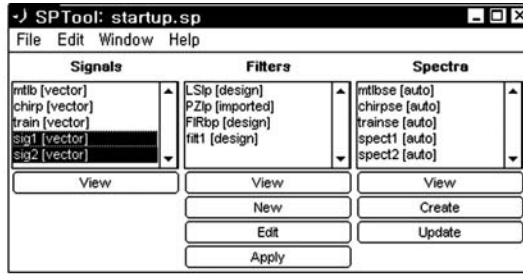 SPTool: startup.sp
File Edit Window Help
Signals
mtlb [vector]
chirp [vector]
train [vector]
sig1 [vector]
sig2 [vector]
View
Filters
LSlp [design]
PZlp [imported]
FIRbp [design]
filt1 [design]
View
New
Edit
Apply
Spectra
mtlbse [auto]
chirpse [auto]
trainse [auto]
spect1 [auto]
spect2 [auto]
View
Create
Update